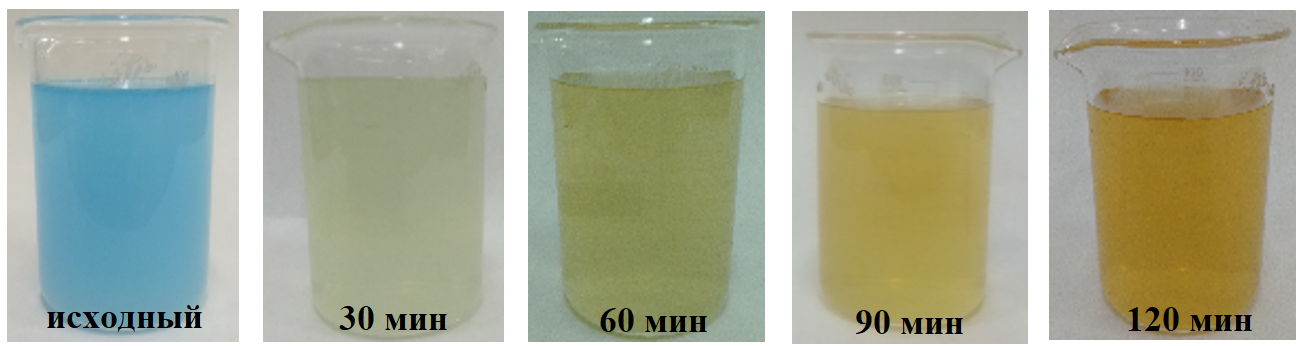 исходный
30 мин
60 мин
90 мин
120 мин